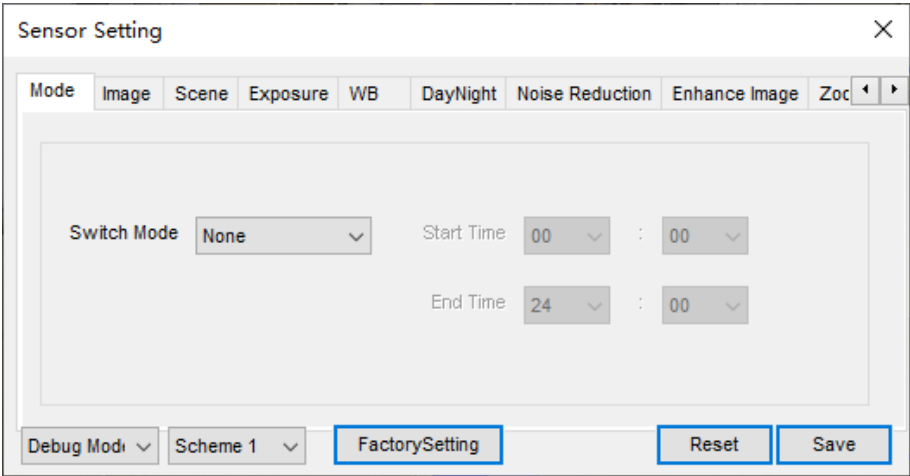 Sensor Setting
Mode Image Scene Exposure WB DayNight Noise Reduction Enhance Image
Switch Mode None Start Time 00 : 00
End Time 24 : 00
Debug Scheme 1 FactorySetting Reset Save